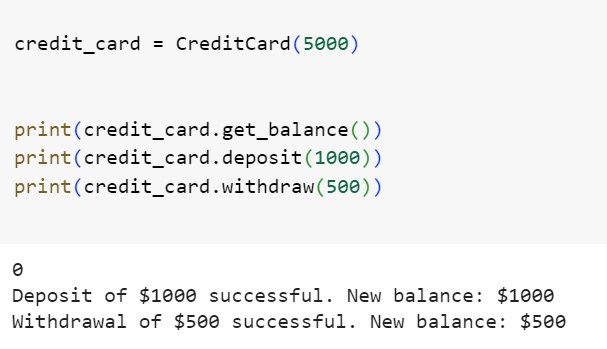 credit_card = CreditCard(5000)
print(credit_card.get_balance())
print(credit_card.deposit(1000))
print(credit_card.withdraw(500))
0
Deposit of $1000 successful. New balance: $1000
Withdrawal of $500 successful. New balance: $500